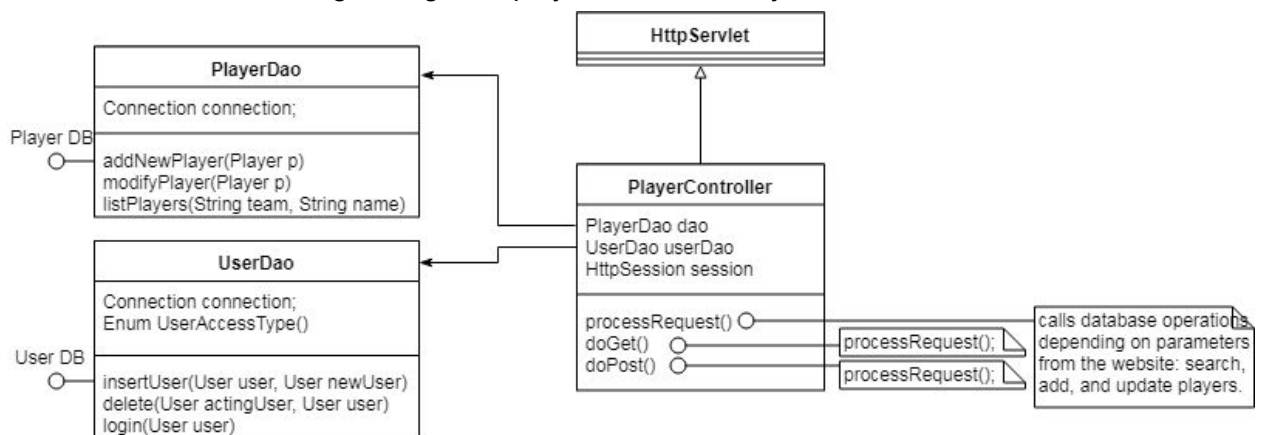 HttpServlet
PlayerDao
Connection connection;
Player DB
addNewPlayer(Player p)
modifyPlayer(Player p)
listPlayers(String team, String name)
PlayerController
PlayerDao dao
UserDao userDao
HttpSession session
processRequest()
doGet()
doPost()
processRequest();
processRequest();
calls database operations
depending on parameters
from the website: search,
add, and update players.
UserDao
Connection connection;
Enum UserAccessType()
User DB
insertUser(User user, User newUser)
delete(User actingUser, User user)
login(User user)